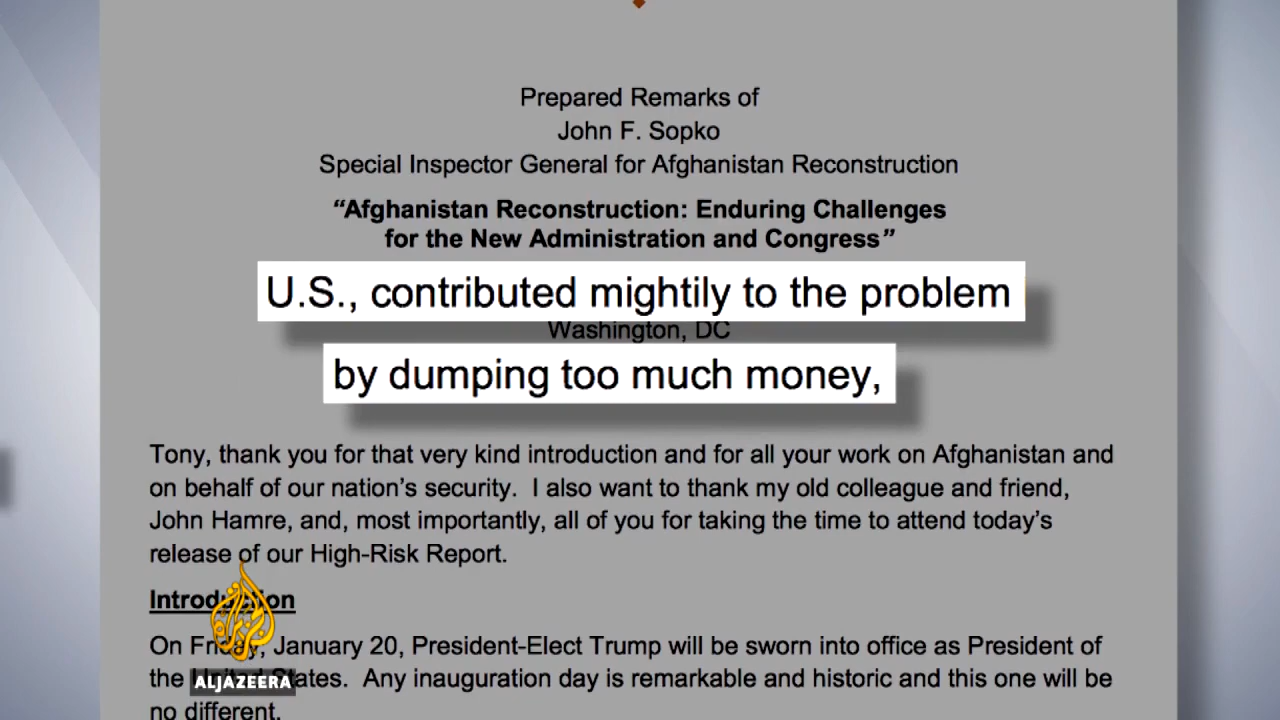 Prepared Remarks of
John F. Sopko
Special Inspector General for Afghanistan Reconstruction
“Afghanistan Reconstruction: Enduring Challenges
for the New Administration and Congress”
U.S., contributed mightily to the problem
Washington, DC
by dumping too much money,
Tony, thank you for that very kind introduction and for all your work on Afghanistan and
on behalf of our nation’s security. I also want to thank my old colleague and friend,
John Hamre, and, most importantly, all of you for taking the time to attend today’s
release of our High-Risk Report.
Introduction
On Friday, January 20, President-Elect Trump will be sworn into office as President of
the United States. Any inauguration day is remarkable and historic and this one will be
no different.
ALJAZEERA